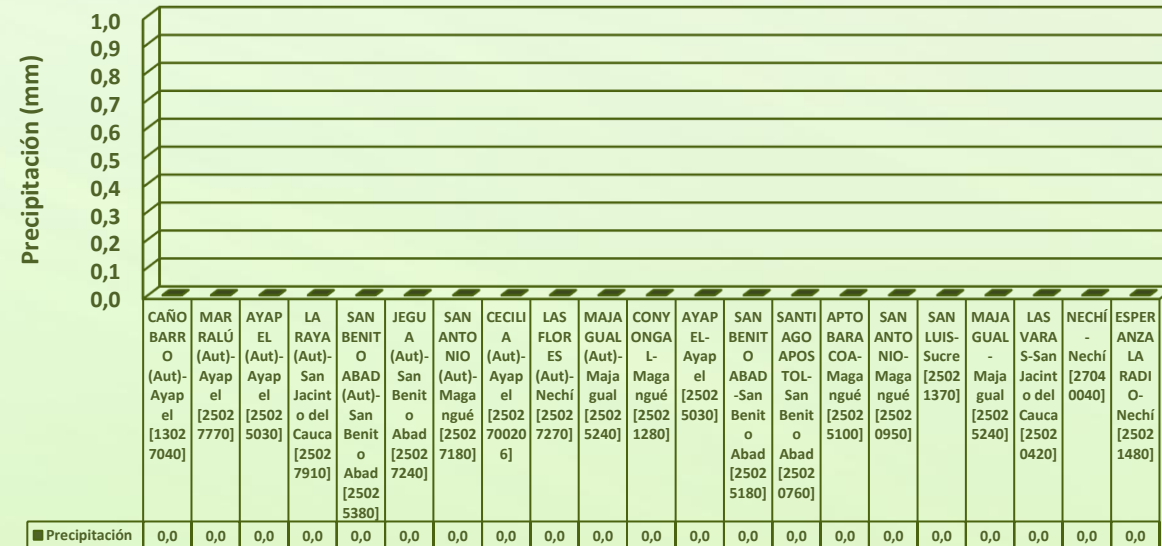 Precipitación (mm)
1,0
0,9
0,8
0,7
0,6
0,5
0,4
0,3
0,2
0,1
0,0
CAÑO
BARR
O
(Aut)-
Ayap
el
[1302
7040]
MAR
RALÚ
(Aut)-
Ayap
el
[2502
7770]
AYAP
EL
(Aut)-
Ayap
el
[2502
5030]
LA
RAYA
(Aut)-
San
Jacint
o del
Cauca
[2502
7910]
SAN
BENIT
O
ABAD
(Aut)-
San
Benit
o
Abad
[2502
5380]
JEGU
A
(Aut)-
San
Benit
o
Abad
[2502
7240]
SAN
ANTO
NIO
(Aut)-
Maga
ngué
[2502
7180]
CECILI
A
(Aut)-
Ayap
el
[2502
70020
6]
LAS
FLOR
ES
(Aut)-
Nechí
[2502
7270]
MAJA
GUAL
(Aut)-
Maja
gual
[2502
5240]
CONY
ONGA
L-
Maga
ngué
[2502
1280]
AYAP
EL-
Ayap
el
[2502
5030]
SAN
BENIT
O
ABAD
-San
Benit
o
Abad
[2502
5180]
SANTI
AGO
APOS
TOL-
San
Benit
o
Abad
[2502
0760]
APTO
BARA
COA-
Maga
ngué
[2502
5100]
SAN
ANTO
NIO-
Maga
ngué
[2502
0950]
SAN
LUIS-
Sucre
[2502
1370]
MAJA
GUAL
-
Maja
gual
[2502
5240]
LAS
VARA
S-San
Jacint
o del
Cauca
[2502
0420]
NECHÍ
-
Nechí
[2704
0040]
ESPER
ANZA
LA
RADI
O-
Nechí
[2502
1480]
Precipitación 0,0 0,0 0,0 0,0 0,0 0,0 0,0 0,0 0,0 0,0 0,0 0,0 0,0 0,0 0,0 0,0 0,0 0,0 0,0 0,0 0,0